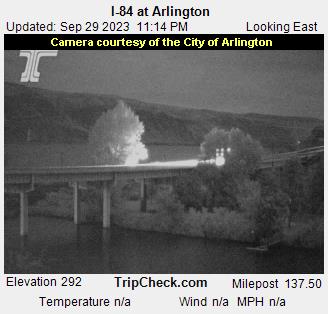 I-84 at Arlington
Updated: Sep 29 2023 11:14 PM Looking East
Camera courtesy of the City of Arlington
Elevation 292 TripCheck.com Milepost 137.50
Temperature n/a Wind n/a MPH n/a